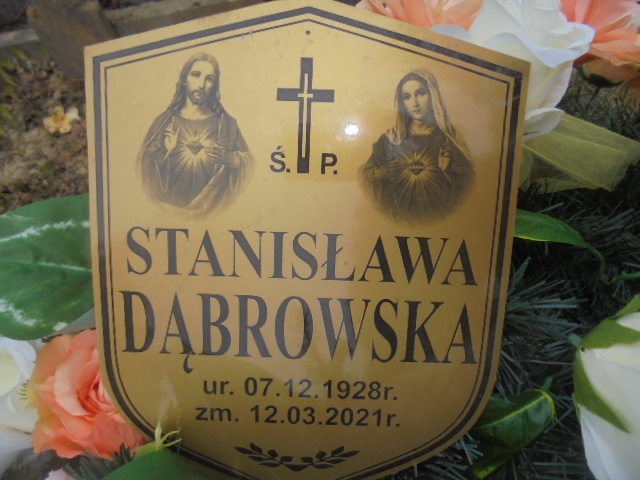 Ś. P.
STANISŁAWA
DĄBROWSKA
ur. 07.12.1928r.
zm. 12.03.2021r.